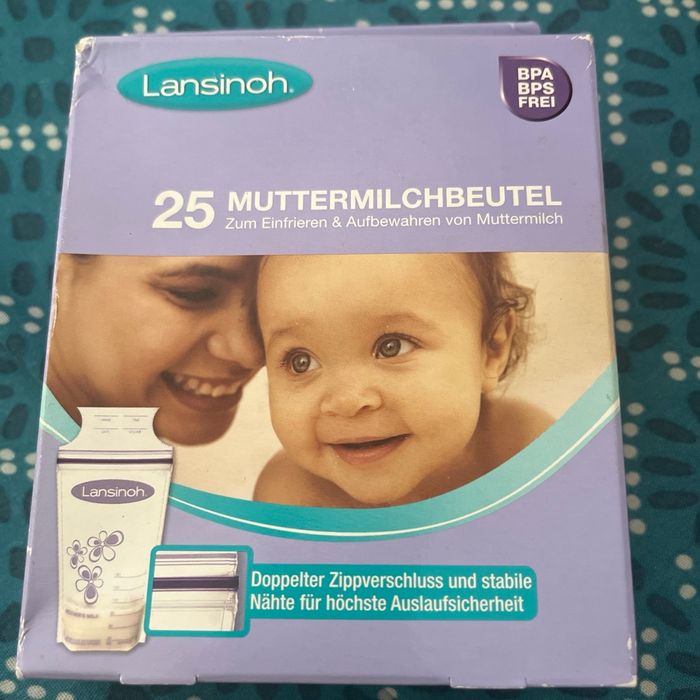 Lansinoh®
BPA
BPS
FREI
25 MUTTERMILCHBEUTEL
Zum Einfrieren & Aufbewahren von Muttermilch
Lansinoh®
Doppelter Zippverschluss und stabile
Nähte für höchste Auslaufsicherheit